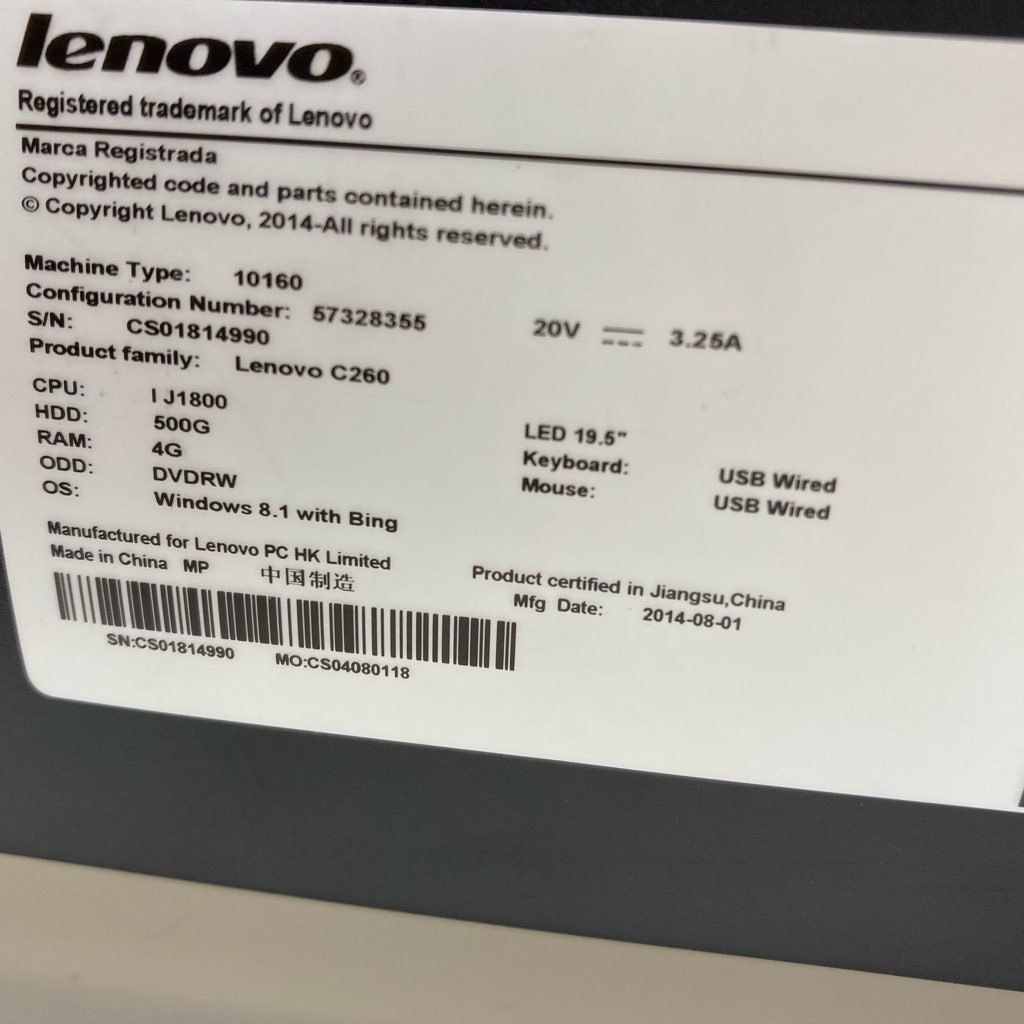 lenovo®
Registered trademark of Lenovo
Marca Registrada
Copyrighted code and parts contained herein.
© Copyright Lenovo, 2014-All rights reserved.
Machine Type: 10160
Configuration Number: 57328355
S/N: CS01814990
20V ⎓ 3.25A
Product family: Lenovo C260
CPU: I J1800
HDD: 500G
RAM: 4G
ODD: DVDRW
OS: Windows 8.1 with Bing
LED 19.5"
Keyboard: USB Wired
Mouse: USB Wired
Manufactured for Lenovo PC HK Limited
Made in China MP 中国制造
Product certified in Jiangsu,China
Mfg Date: 2014-08-01
SN:CS01814990 MO:CS04080118